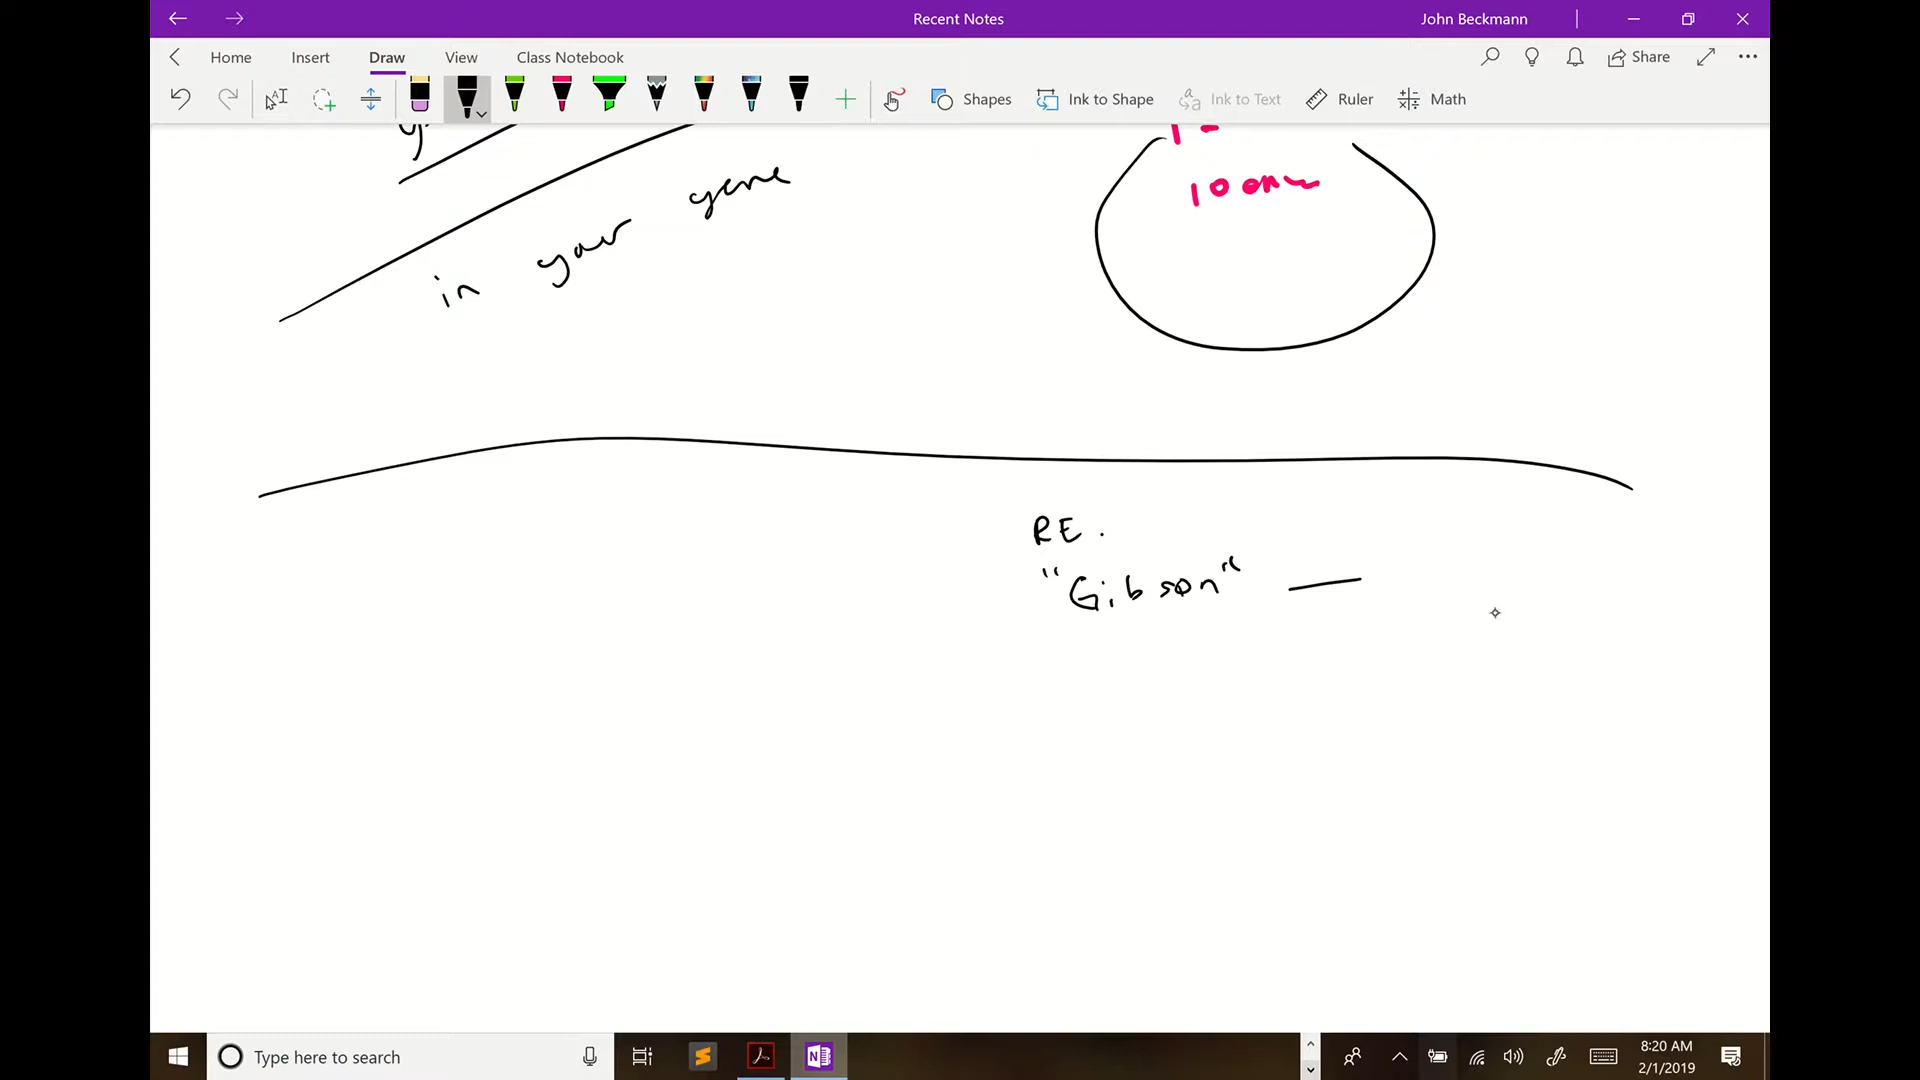 Recent Notes
John Beckmann
Home Insert Draw View Class Notebook
Share
Shapes Ink to Shape Ink to Text Ruler Math
in your gene
RE.
"Gibson" —
Type here to search
8:20 AM
2/1/2019